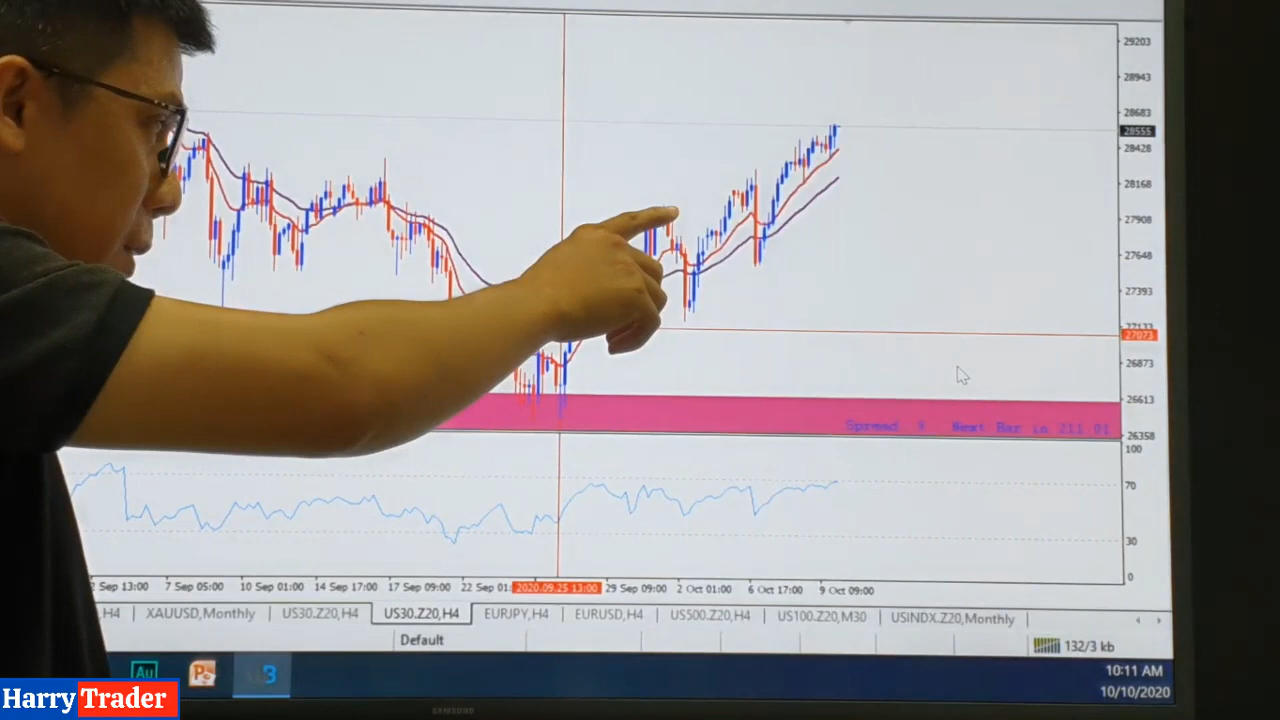 29203
28943
28683
28555
28428
28168
27908
27648
27393
27133
27073
26873
26613
Spread 9 Next Bar in 211 01
26358
100
70
30
0
Sep 13:00 7 Sep 05:00 10 Sep 01:00 14 Sep 17:00 17 Sep 09:00 22 Sep 01: 2020.09.25 13:00 29 Sep 09:00 2 Oct 01:00 6 Oct 17:00 9 Oct 09:00
,H4 XAUUSD,Monthly US30.Z20,H4 US30.Z20,H4 EURJPY,H4 EURUSD,H4 US500.Z20,H4 US100.Z20,M30 USINDX.Z20,Monthly
Default
132/3 kb
Au
10:11 AM
10/10/2020
Harry Trader
SAMSUNG